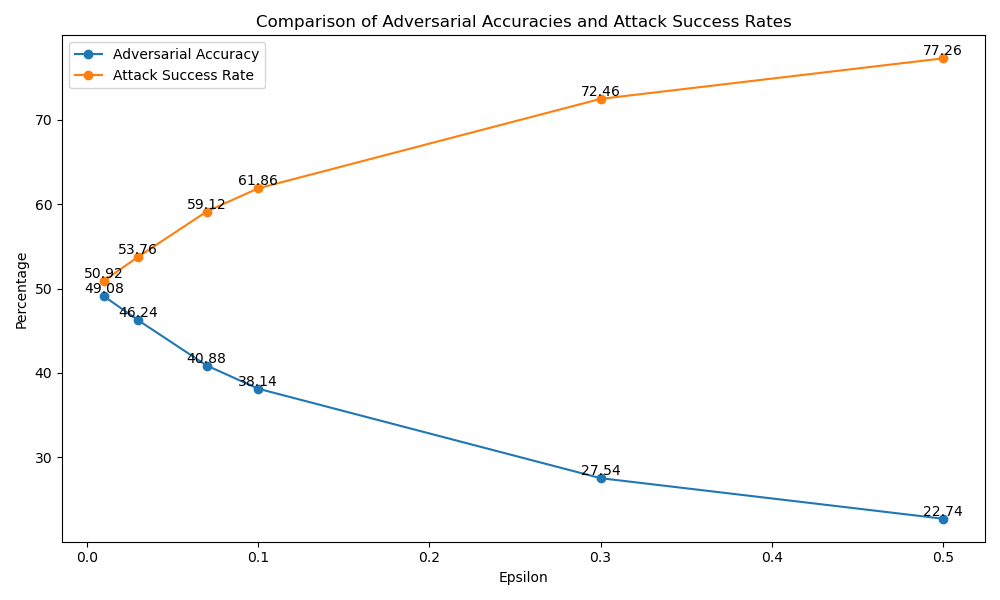 Comparison of Adversarial Accuracies and Attack Success Rates
Adversarial Accuracy
Attack Success Rate
77.26
72.46
61.86
59.12
53.76
50.92
49.08
46.24
40.88
38.14
27.54
22.74
Percentage
70
60
50
40
30
0.0 0.1 0.2 0.3 0.4 0.5
Epsilon